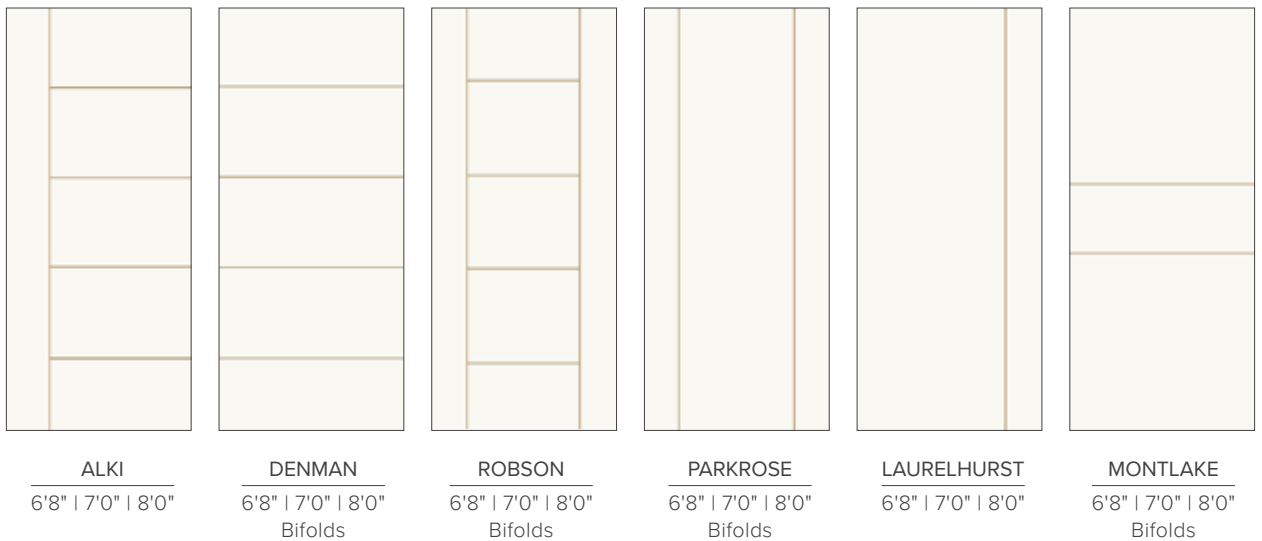 ALKI
6'8" | 7'0" | 8'0"
DENMAN
6'8" | 7'0" | 8'0"
Bifolds
ROBSON
6'8" | 7'0" | 8'0"
Bifolds
PARKROSE
6'8" | 7'0" | 8'0"
Bifolds
LAURELHURST
6'8" | 7'0" | 8'0"
MONTLAKE
6'8" | 7'0" | 8'0"
Bifolds